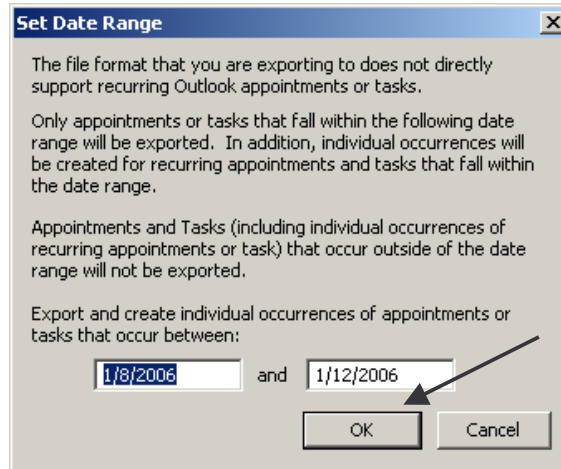 Set Date Range
The file format that you are exporting to does not directly
support recurring Outlook appointments or tasks.
Only appointments or tasks that fall within the following date
range will be exported.  In addition, individual occurrences will
be created for recurring appointments and tasks that fall within
the date range.
Appointments and Tasks (including individual occurrences of
recurring appointments or task) that occur outside of the date
range will not be exported.
Export and create individual occurrences of appointments or
tasks that occur between:
1/8/2006 and 1/12/2006
OK Cancel